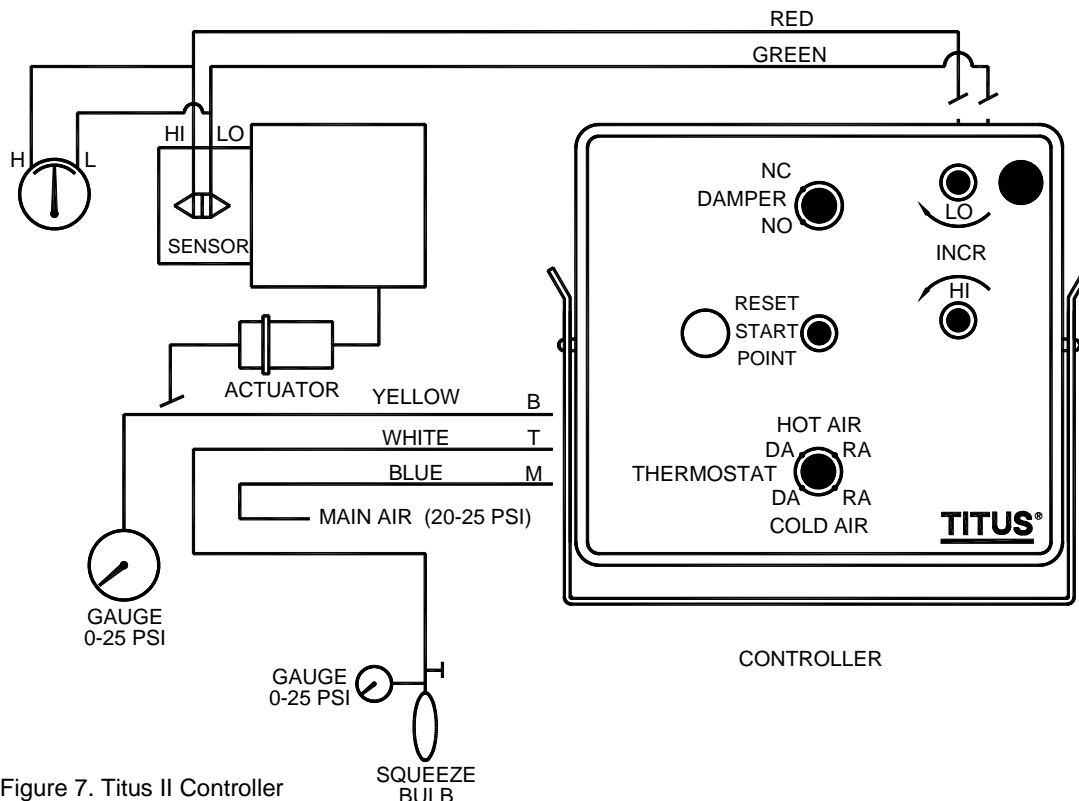 RED
GREEN
HI LO
H L
SENSOR
ACTUATOR
YELLOW B
WHITE T
BLUE M
MAIN AIR (20-25 PSI)
GAUGE
0-25 PSI
GAUGE
0-25 PSI
SQUEEZE
BULB
NC
DAMPER
NO
LO
INCR
HI
RESET
START
POINT
HOT AIR
DA RA
THERMOSTAT
DA RA
COLD AIR
TITUS®
CONTROLLER
Figure 7. Titus II Controller